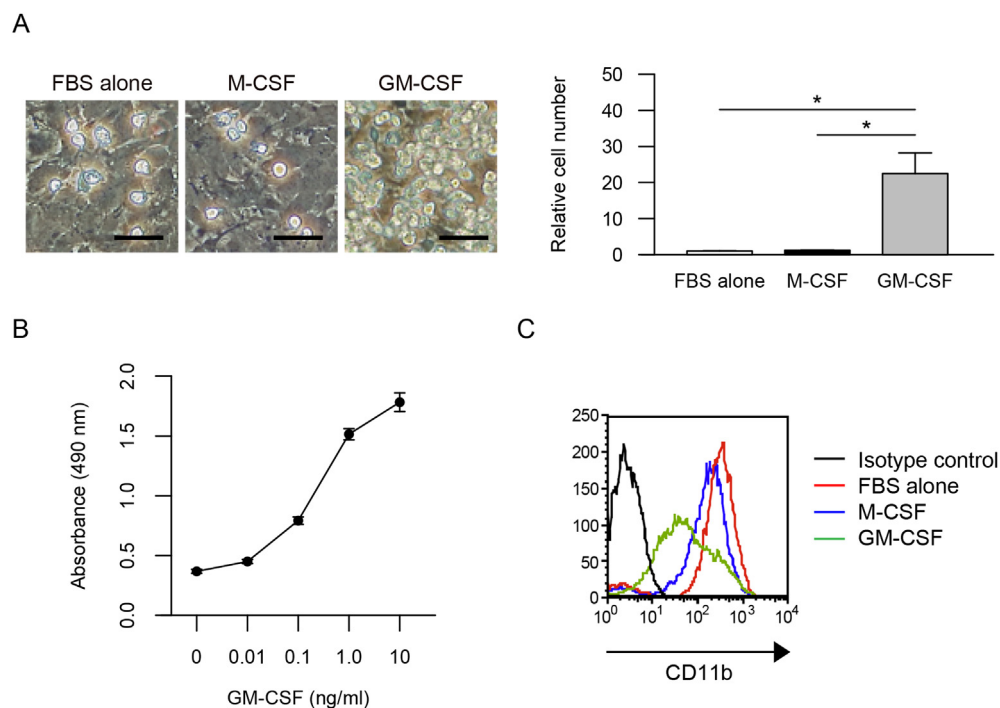 A
FBS alone M-CSF GM-CSF
Relative cell number
50
40
30
20
10
0
*
*
FBS alone M-CSF GM-CSF
B
Absorbance (490 nm)
2.0
1.5
1.0
0.5
0.0
0 0.01 0.1 1.0 10
GM-CSF (ng/ml)
C
250
200
150
100
50
0
10⁰ 10¹ 10² 10³ 10⁴
CD11b
Isotype control
FBS alone
M-CSF
GM-CSF